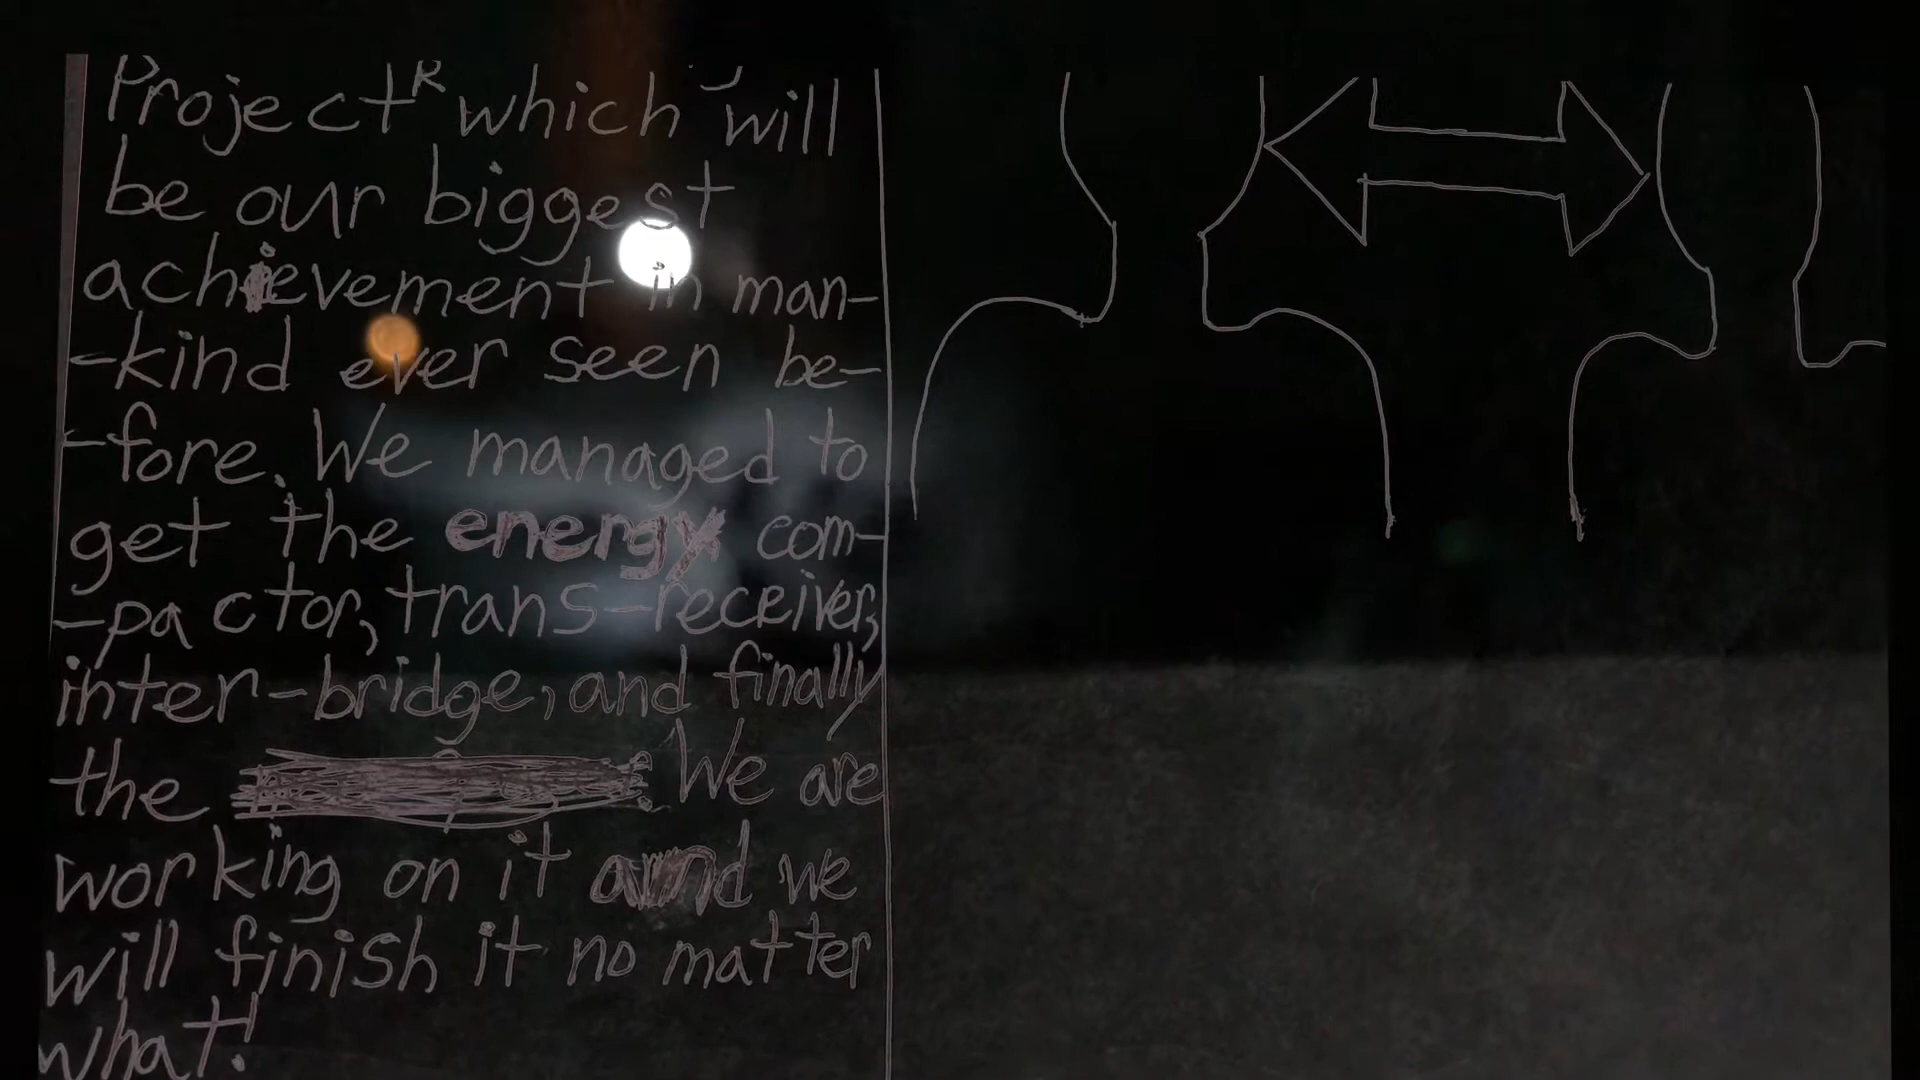 Project which will
be our biggest
achievement in man-
-kind ever seen be-
-fore. We managed to
get the energy com-
-pactor, trans-receiver,
inter-bridge, and finally
the We are
working on it and we
will finish it no matter
what!